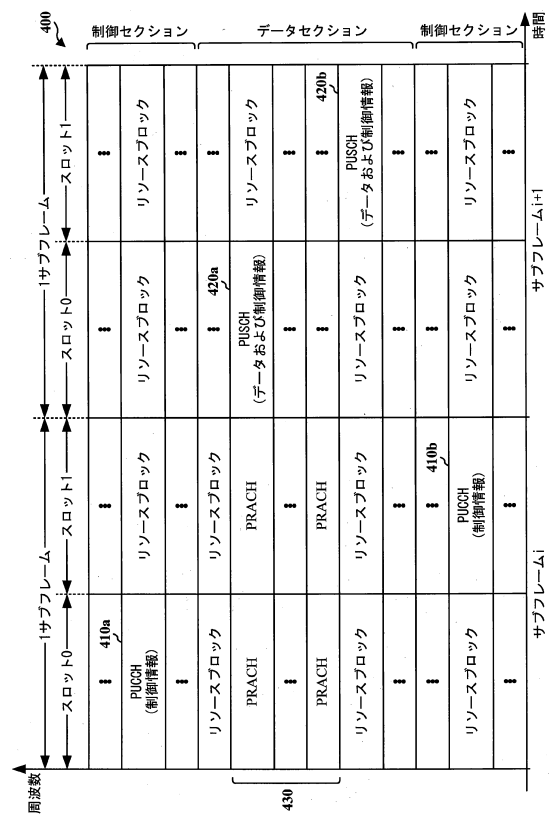 400
周波数
1サブフレーム
1サブフレーム
スロット0
スロット1
スロット0
スロット1
410a
PUCCH
(制御情報)
リソースブロック
リソースブロック
リソースブロック
制御セクション
リソースブロック
リソースブロック
420a
PRACH
PRACH
PUSCH
(データおよび制御情報)
リソースブロック
430
PRACH
PRACH
420b
リソースブロック
リソースブロック
リソースブロック
PUSCH
(データおよび制御情報)
データセクション
410b
リソースブロック
PUCCH
(制御情報)
リソースブロック
リソースブロック
制御セクション
サブフレームi
サブフレームi+1
時間